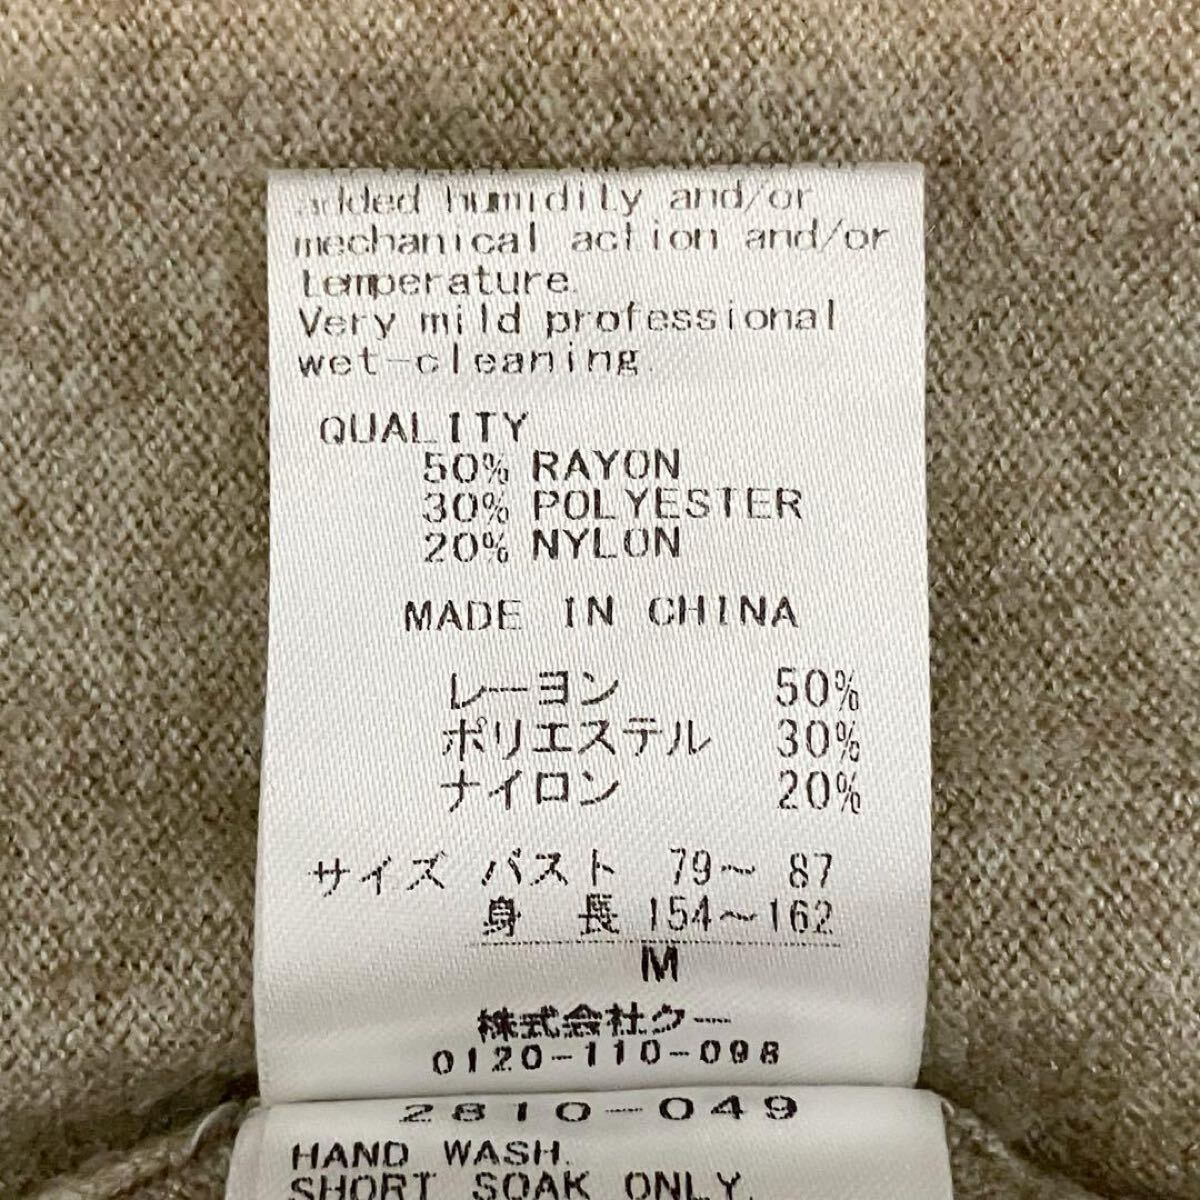 added humidity and/or
mechanical action and/or
temperature.
Very mild professional
wet-cleaning.
QUALITY
50% RAYON
30% POLYESTER
20% NYLON
MADE IN CHINA
レーヨン 50%
ポリエステル 30%
ナイロン 20%
サイズ バスト 79～87
身長 154～162
M
株式会社クー
0120-110-098
2810-049
HAND WASH.
SHORT SOAK ONLY.